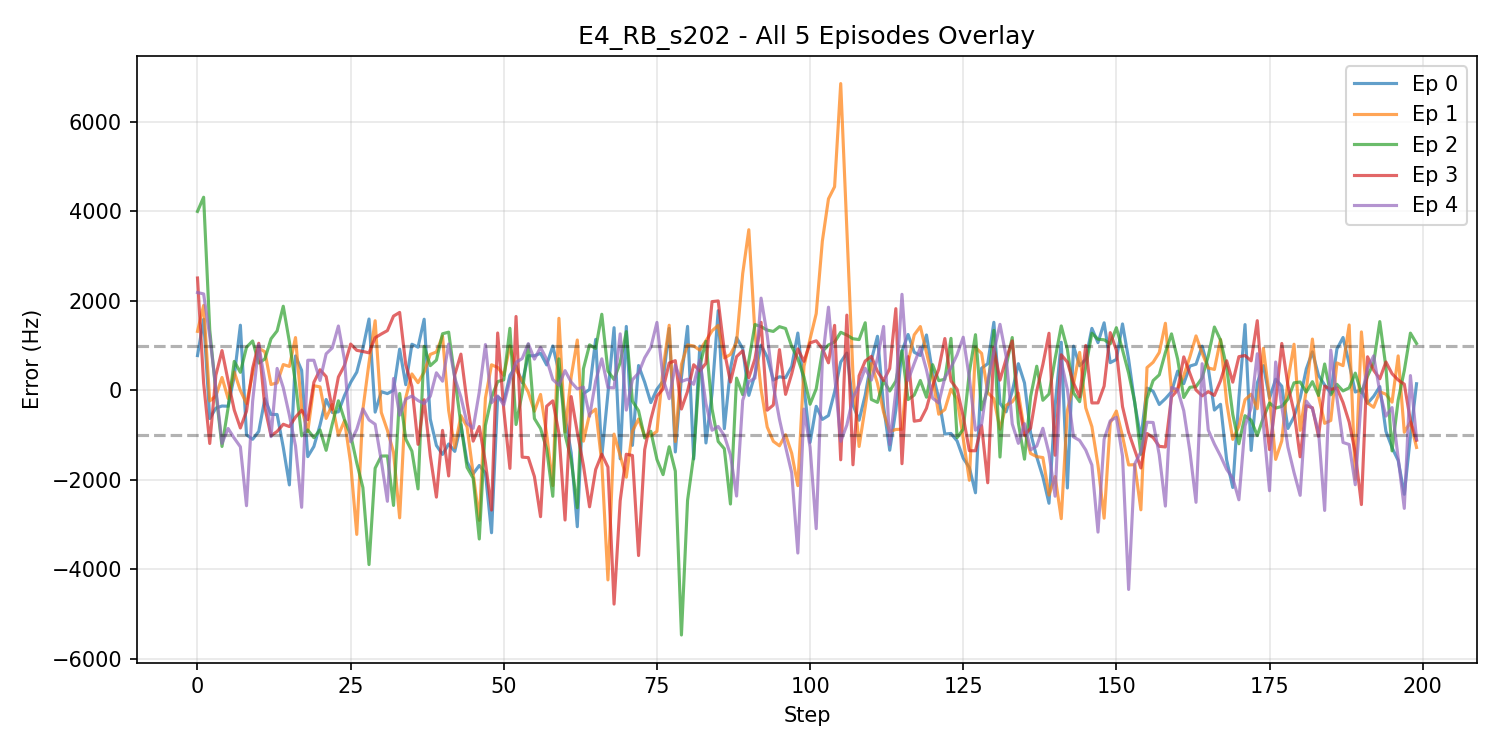 E4_RB_s202 - All 5 Episodes Overlay
Ep 0
Ep 1
Ep 2
Ep 3
Ep 4
Error (Hz)
6000
4000
2000
0
−2000
−4000
−6000
0 25 50 75 100 125 150 175 200
Step